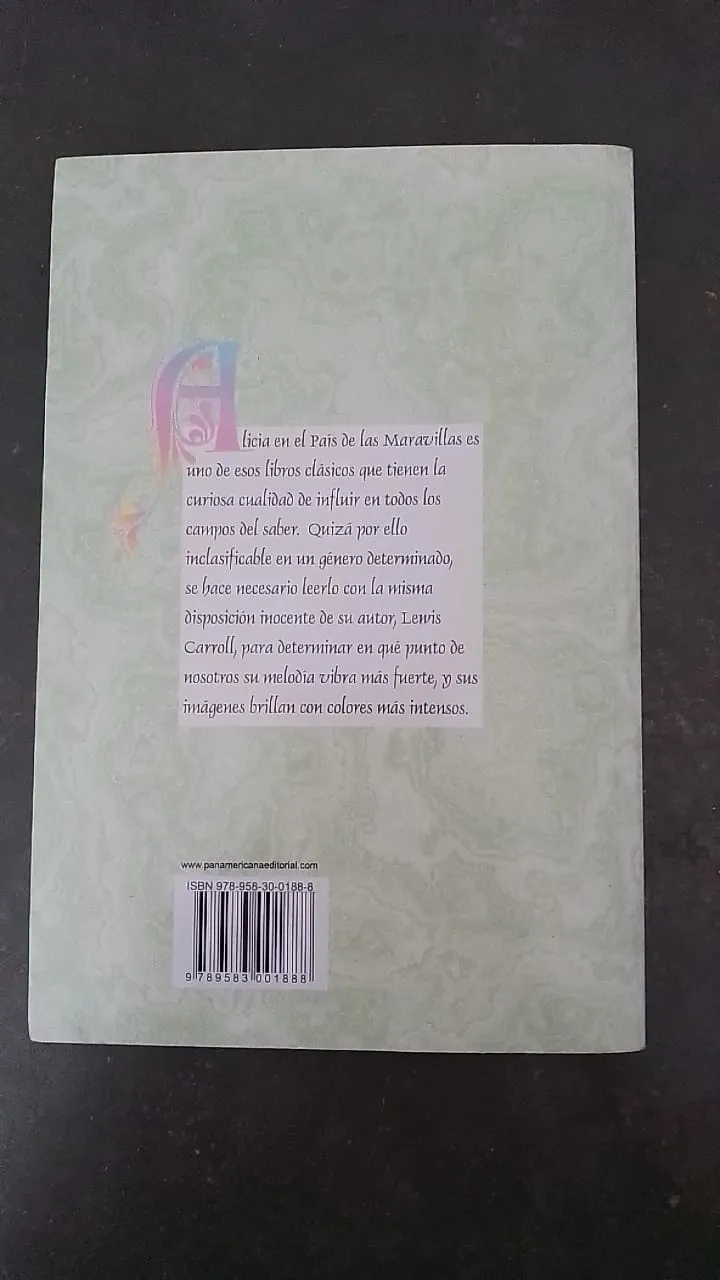 Alicia en el País de las Maravillas es
uno de esos libros clásicos que tienen la
curiosa cualidad de influir en todos los
campos del saber. Quizá por ello
inclasificable en un género determinado,
se hace necesario leerlo con la misma
disposición inocente de su autor, Lewis
Carroll, para determinar en qué punto de
nosotros su melodía vibra más fuerte, y sus
imágenes brillan con colores más intensos.
www.panamericanaeditorial.com
ISBN 978-958-30-0188-8
9 789583 001888